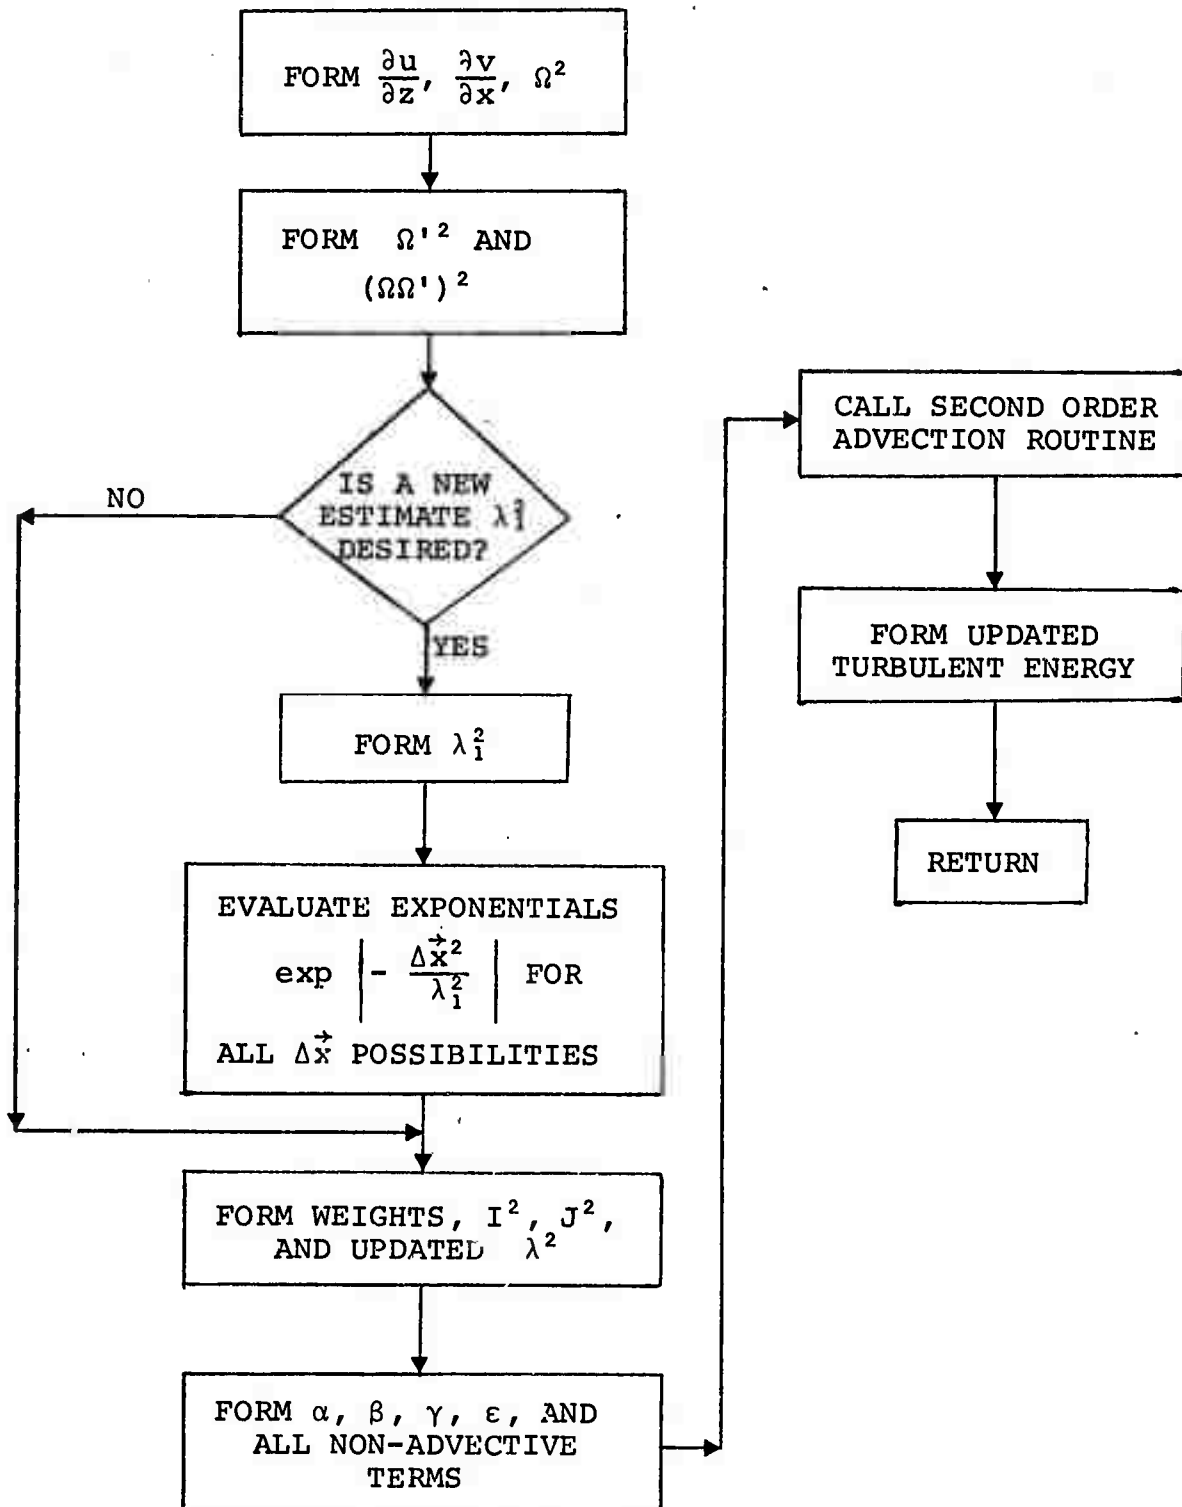 FORM ∂u/∂z, ∂v/∂x, Ω²
FORM Ω'² AND
(ΩΩ')²
IS A NEW
ESTIMATE λ₁²
DESIRED?
NO
YES
FORM λ₁²
EVALUATE EXPONENTIALS
exp |- Δx⃗²/λ₁² | FOR
ALL Δx⃗ POSSIBILITIES
FORM WEIGHTS, I², J²,
AND UPDATED λ²
FORM α, β, γ, ε, AND
ALL NON-ADVECTIVE
TERMS
CALL SECOND ORDER
ADVECTION ROUTINE
FORM UPDATED
TURBULENT ENERGY
RETURN